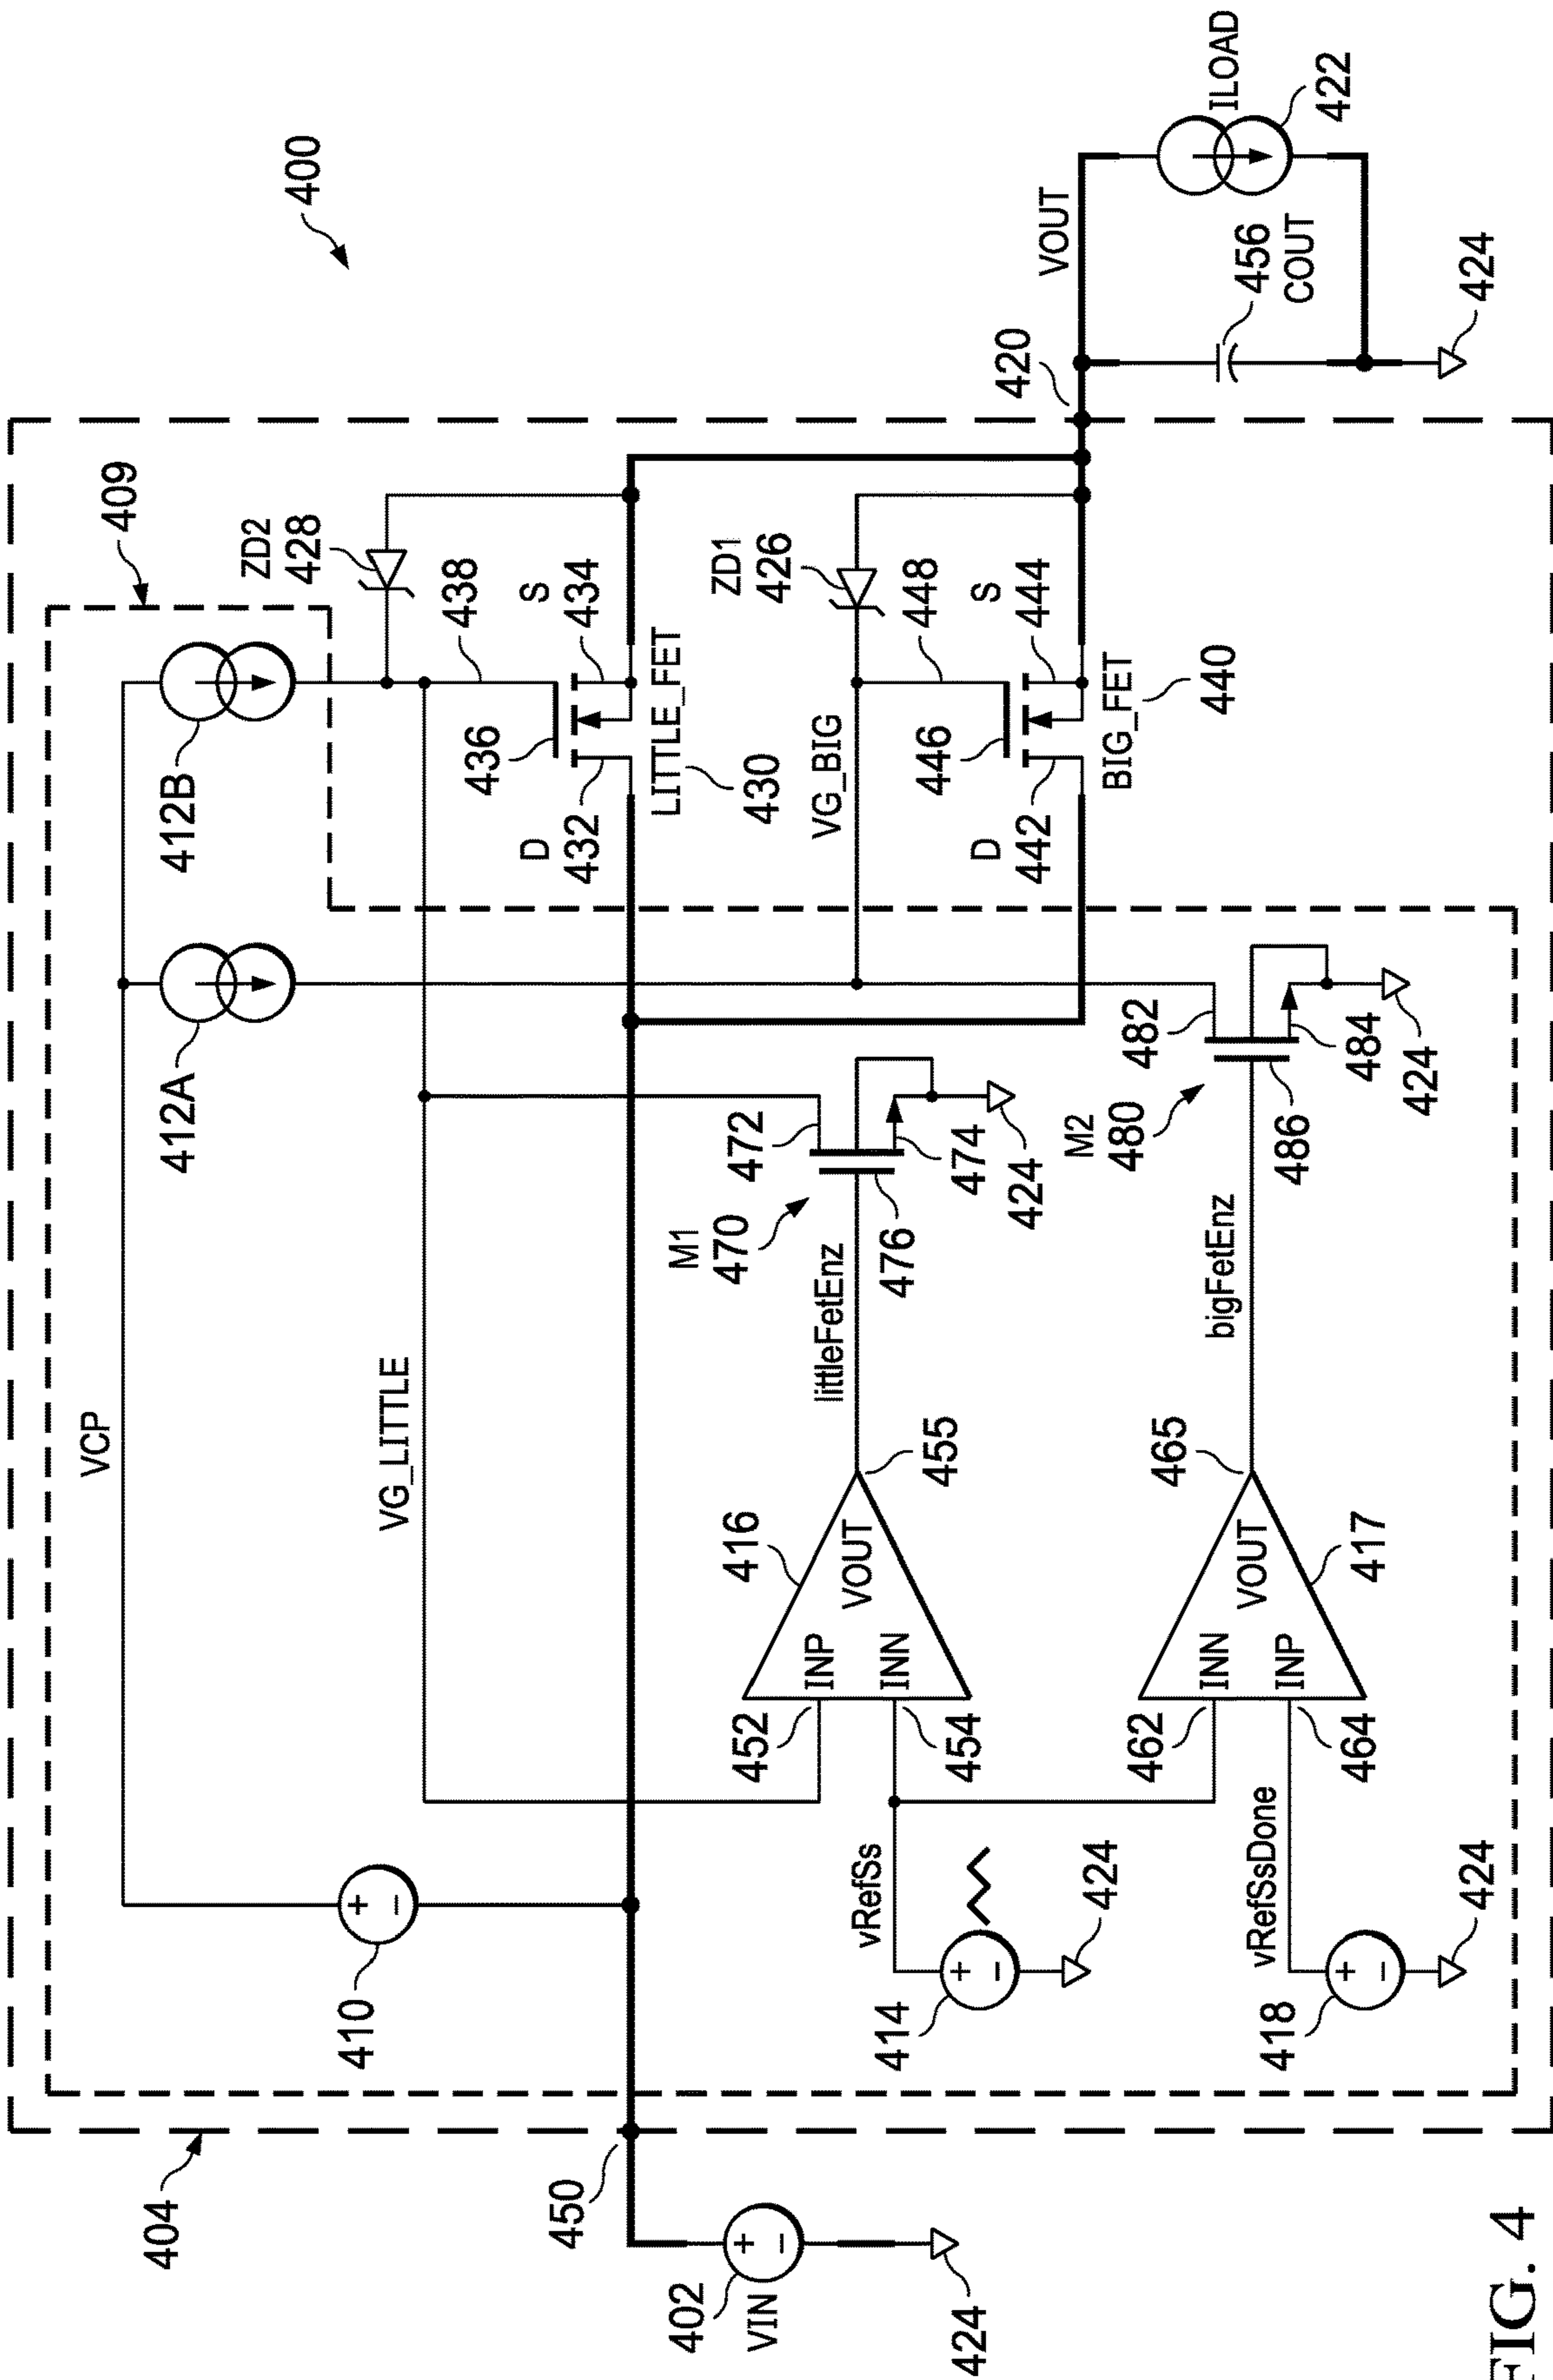 400
404
409
VCP
412A
412B
ZD2
428
438
VG_LITTLE
410
436
S
434
D
432
LITTLE_FET
430
ZD1
426
448
VG_BIG
446
S
444
D
442
BIG_FET
440
450
402
VIN
424
416
452
INP
VOUT
INN
454
455
littleFetEnz
M1
470
472
474
476
424
vRefSs
414
424
462
INN
VOUT
INP
464
465
417
bigFetEnz
M2
480
482
484
486
424
vRefSsDone
418
424
420
VOUT
456
COUT
ILOAD
422
424
FIG. 4